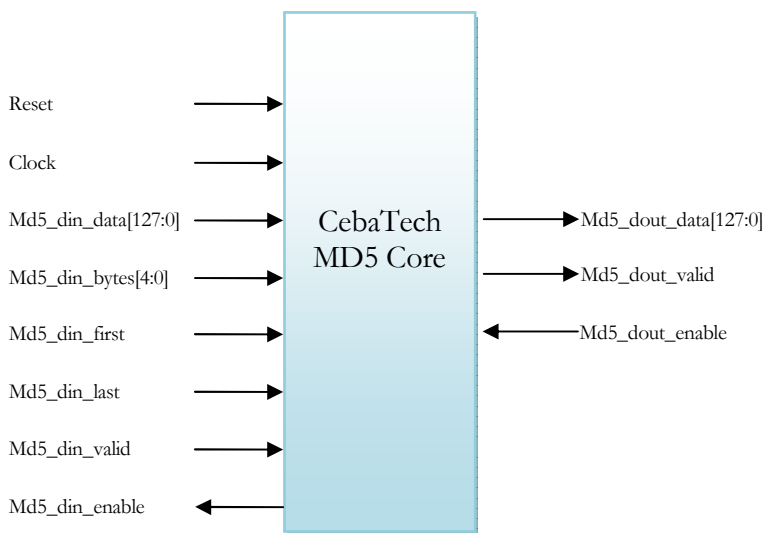 Reset
Clock
Md5_din_data[127:0]
Md5_din_bytes[4:0]
Md5_din_first
Md5_din_last
Md5_din_valid
Md5_din_enable
CebaTech
MD5 Core
Md5_dout_data[127:0]
Md5_dout_valid
Md5_dout_enable